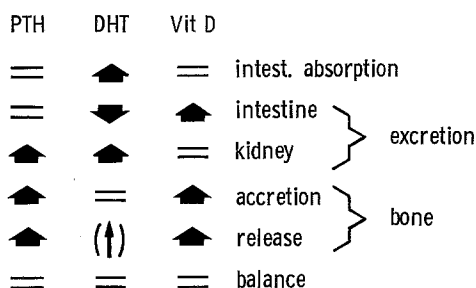 PTH DHT Vit D
intest. absorption
intestine
kidney
excretion
accretion
release
bone
balance